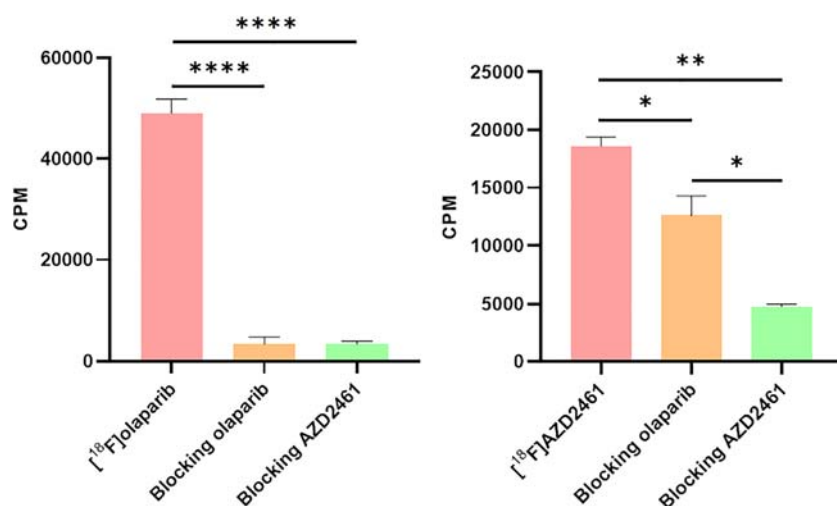 ****
****
60000
40000
20000
0
CPM
[¹⁸F]olaparib
Blocking olaparib
Blocking AZD2461
**
*
*
25000
20000
15000
10000
5000
0
CPM
[¹⁸F]AZD2461
Blocking olaparib
Blocking AZD2461